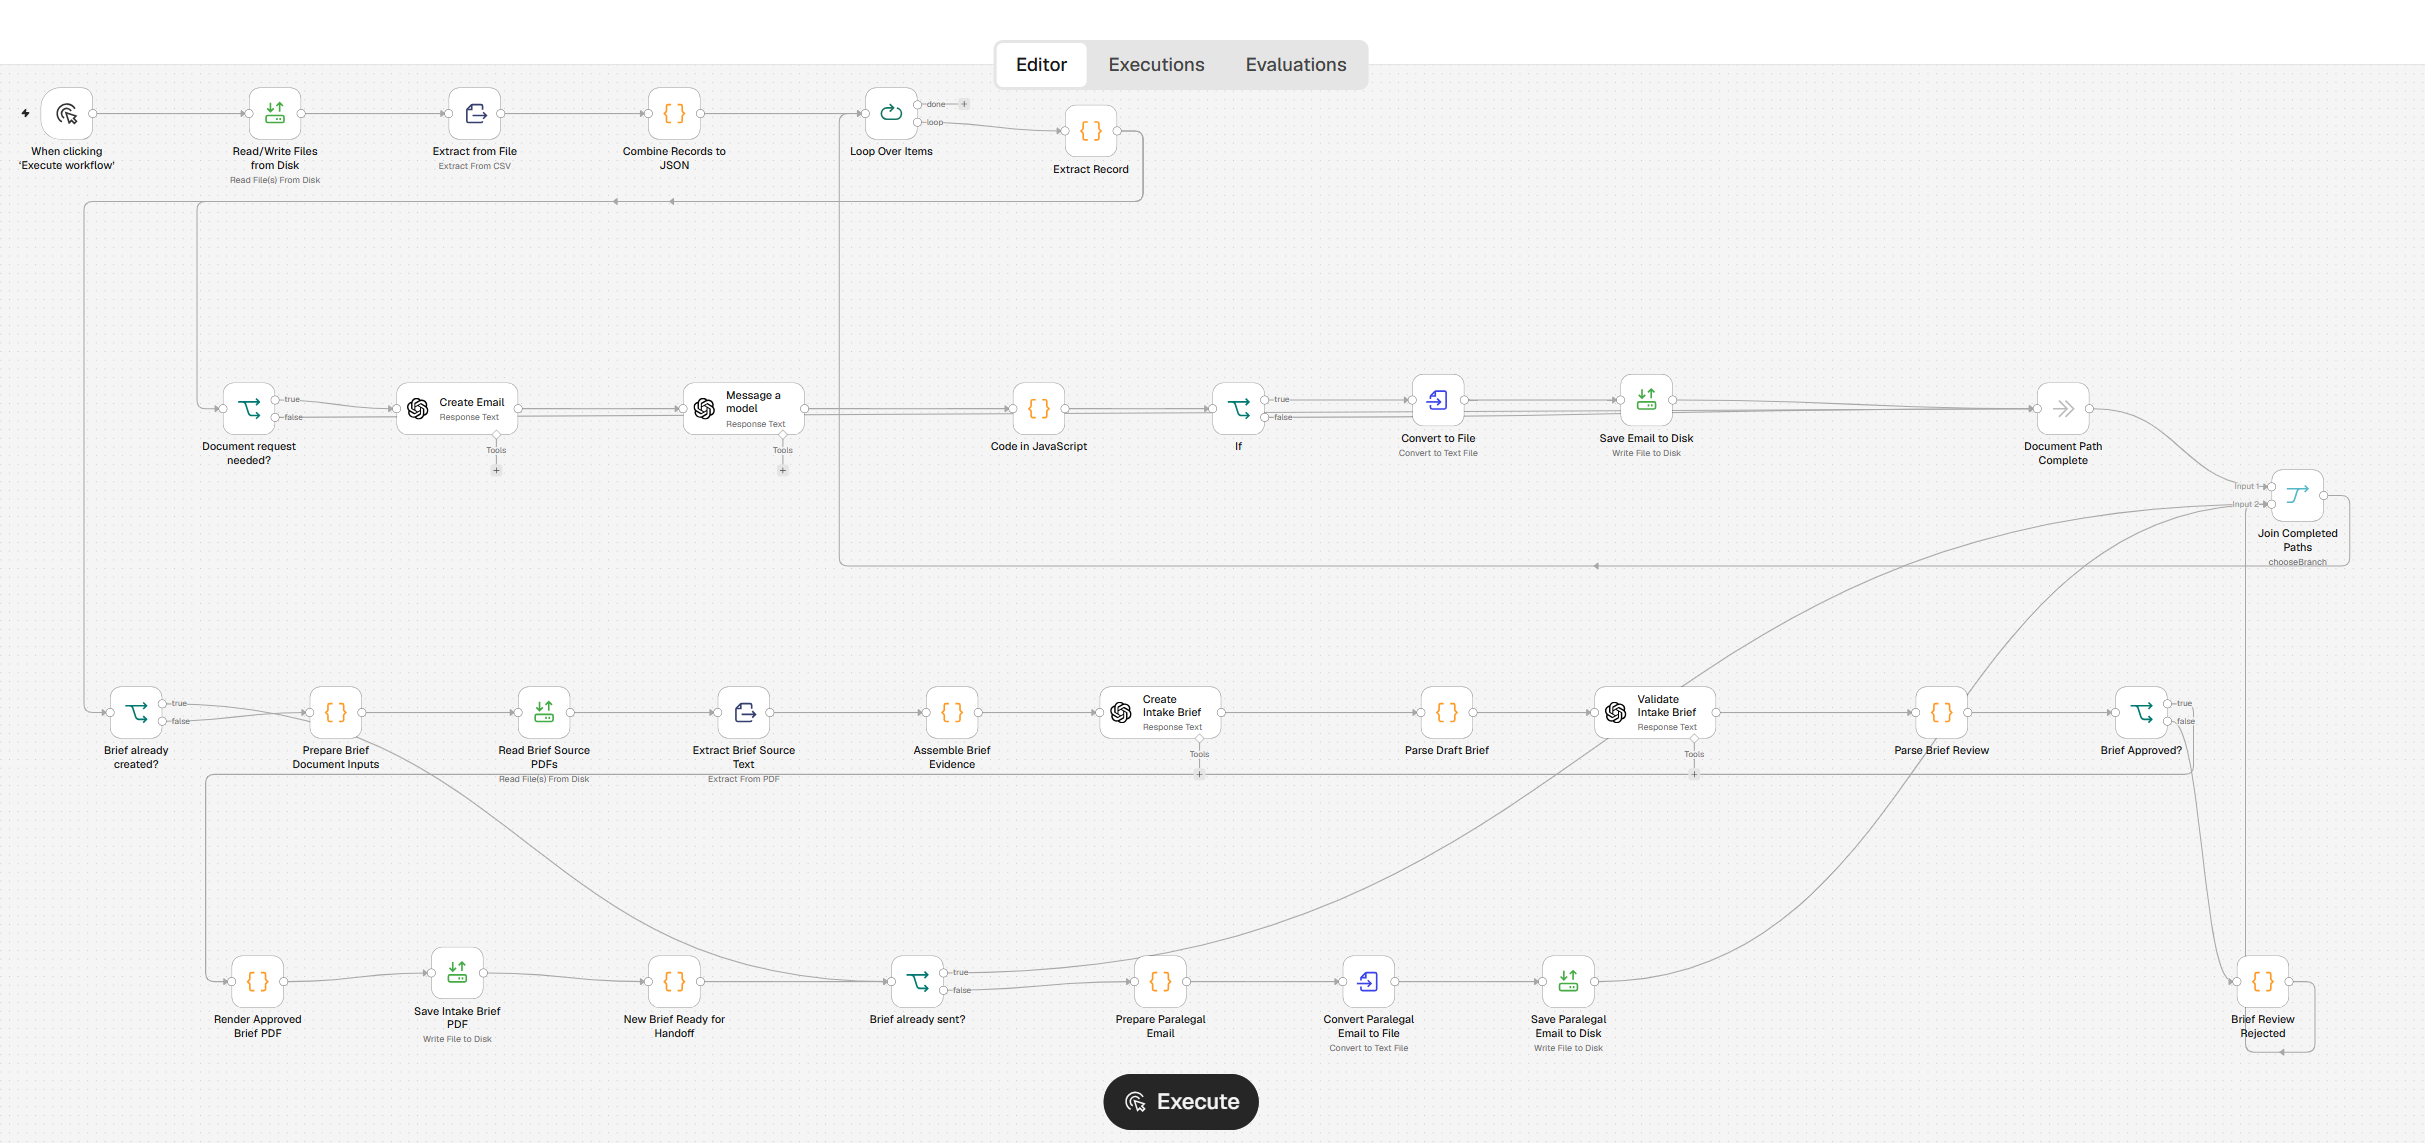 Editor
Executions
Evaluations
done
loop
When clicking
'Execute workflow'
Read/Write Files
from Disk
Read File(s) From Disk
Extract from File
Extract From CSV
Combine Records to
JSON
Loop Over Items
Extract Record
true
false
Document request
needed?
Create Email
Response Text
Tools
Message a
model
Response Text
Tools
Code in JavaScript
true
false
If
Convert to File
Convert to Text File
Save Email to Disk
Write File to Disk
Document Path
Complete
Input 1
Input 2
Join Completed
Paths
chooseBranch
true
false
Brief already
created?
Prepare Brief
Document Inputs
Read Brief Source
PDFs
Read File(s) From Disk
Extract Brief Source
Text
Extract From PDF
Assemble Brief
Evidence
Create
Intake Brief
Response Text
Tools
Parse Draft Brief
Validate
Intake Brief
Response Text
Tools
Parse Brief Review
true
false
Brief Approved?
Render Approved
Brief PDF
Save Intake Brief
PDF
Write File to Disk
New Brief Ready for
Handoff
true
false
Brief already sent?
Prepare Paralegal
Email
Convert Paralegal
Email to File
Convert to Text File
Save Paralegal
Email to Disk
Write File to Disk
Brief Review
Rejected
Execute